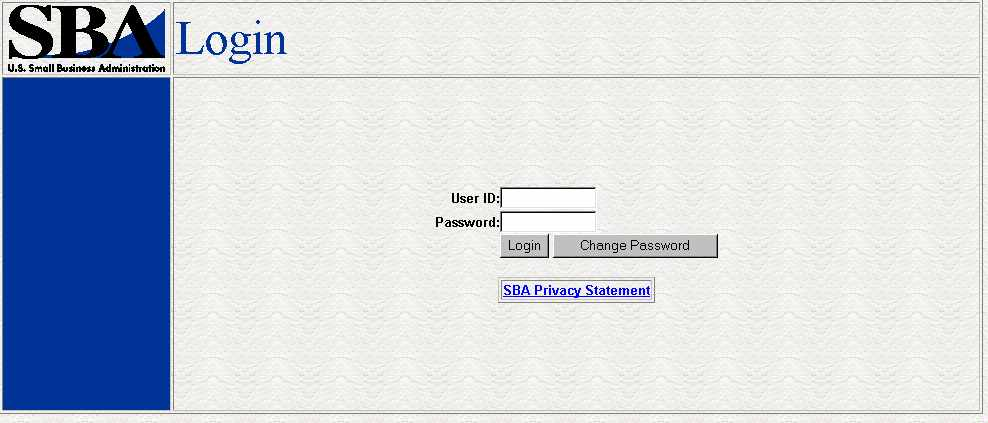 SBA
U.S. Small Business Administration
Login
User ID:
Password:
Login Change Password
SBA Privacy Statement